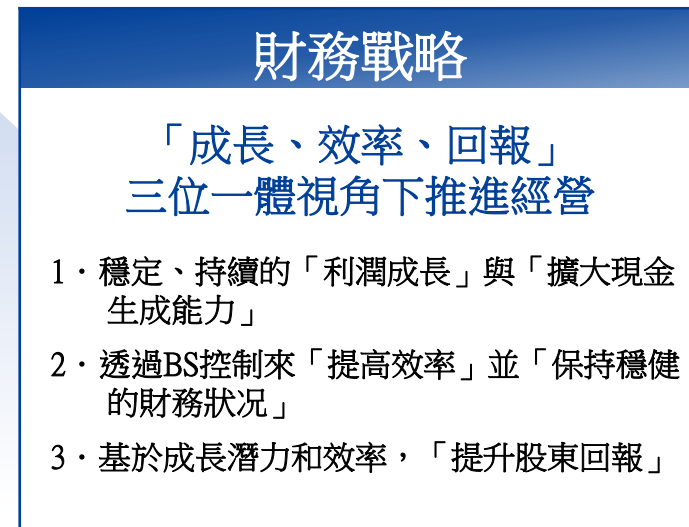 財務戰略
「成長、效率、回報」
三位一體視角下推進經營
1．穩定、持續的「利潤成長」與「擴大現金
生成能力」
2．透過BS控制來「提高效率」並「保持穩健
的財務狀況」
3．基於成長潛力和效率，「提升股東回報」